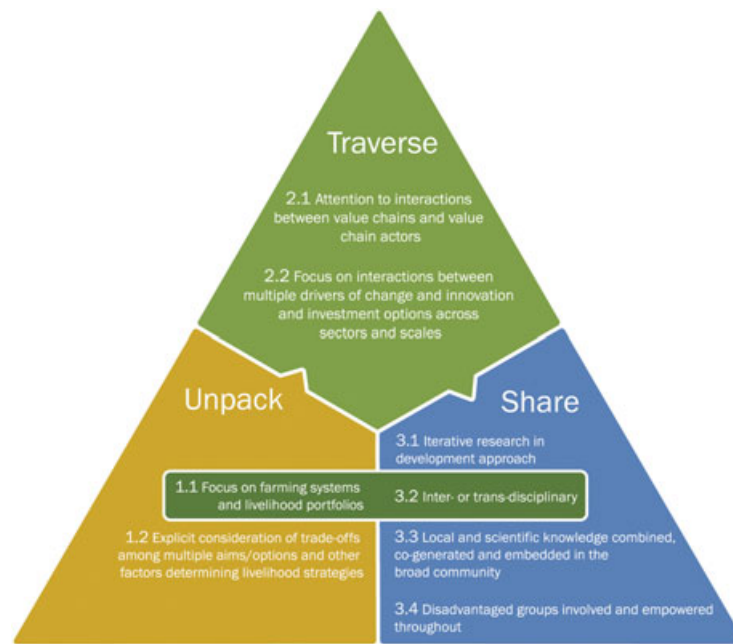 Traverse
2.1 Attention to interactions
between value chains and value
chain actors
2.2 Focus on interactions between
multiple drivers of change and innovation
and investment options across
sectors and scales
Unpack
1.1 Focus on farming systems
and livelihood portfolios
1.2 Explicit consideration of trade-offs
among multiple aims/options and other
factors determining livelihood strategies
Share
3.1 Iterative research in
development approach
3.2 Inter- or trans-disciplinary
3.3 Local and scientific knowledge combined,
co-generated and embedded in the
broad community
3.4 Disadvantaged groups involved and empowered
throughout